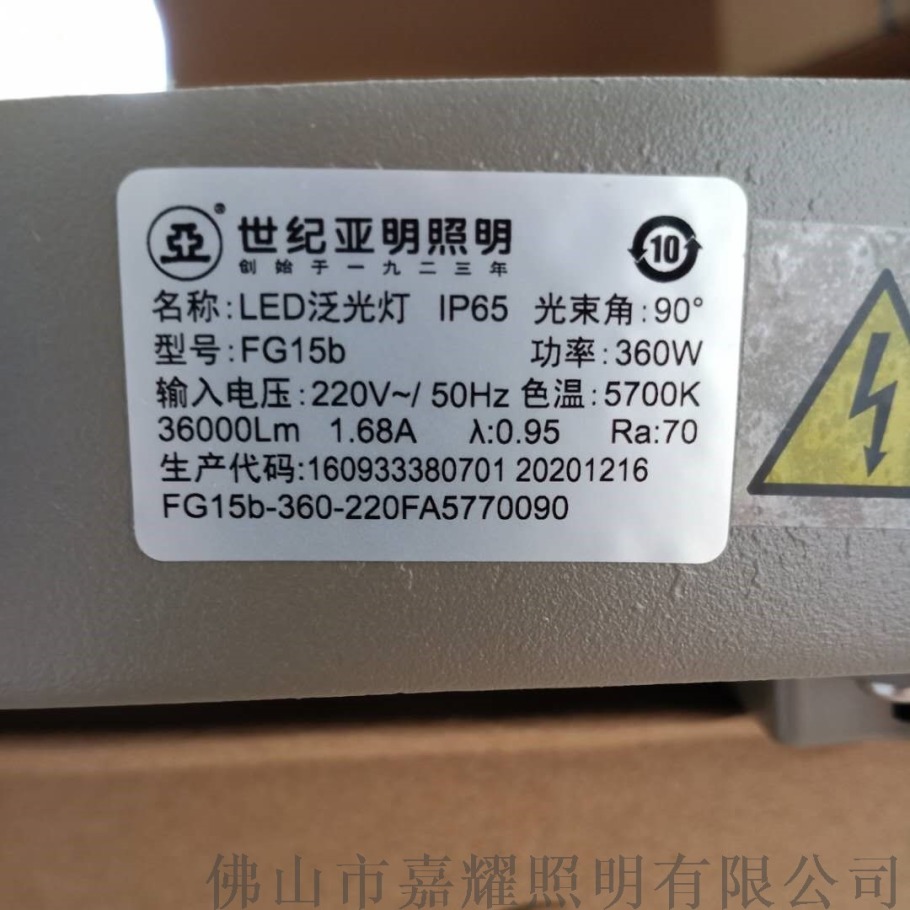 亞® 世纪亚明照明 10
创始于一九二三年
名称:LED泛光灯 IP65 光束角:90°
型号:FG15b 功率:360W
输入电压:220V~/ 50Hz 色温:5700K
36000Lm 1.68A λ:0.95 Ra:70
生产代码:160933380701 20201216
FG15b-360-220FA5770090
佛山市嘉耀照明有限公司